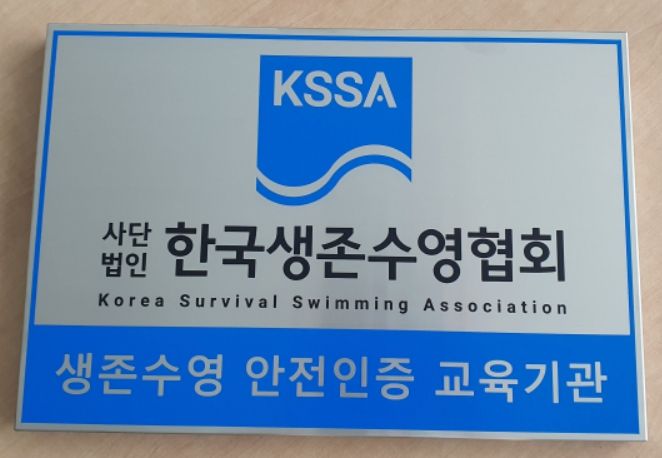 KSSA
사단
법인 한국생존수영협회
Korea Survival Swimming Association
생존수영 안전인증 교육기관